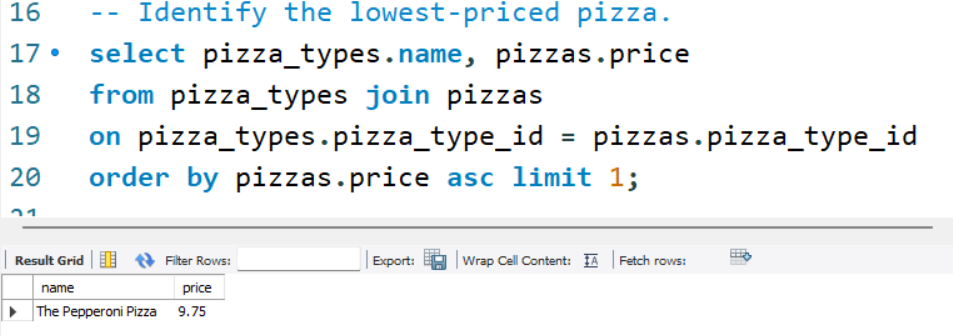 16 -- Identify the lowest-priced pizza.
17 select pizza_types.name, pizzas.price
18 from pizza_types join pizzas
19 on pizza_types.pizza_type_id = pizzas.pizza_type_id
20 order by pizzas.price asc limit 1;
21
Result Grid Filter Rows: Export: Wrap Cell Content: Fetch rows:
name price
The Pepperoni Pizza 9.75